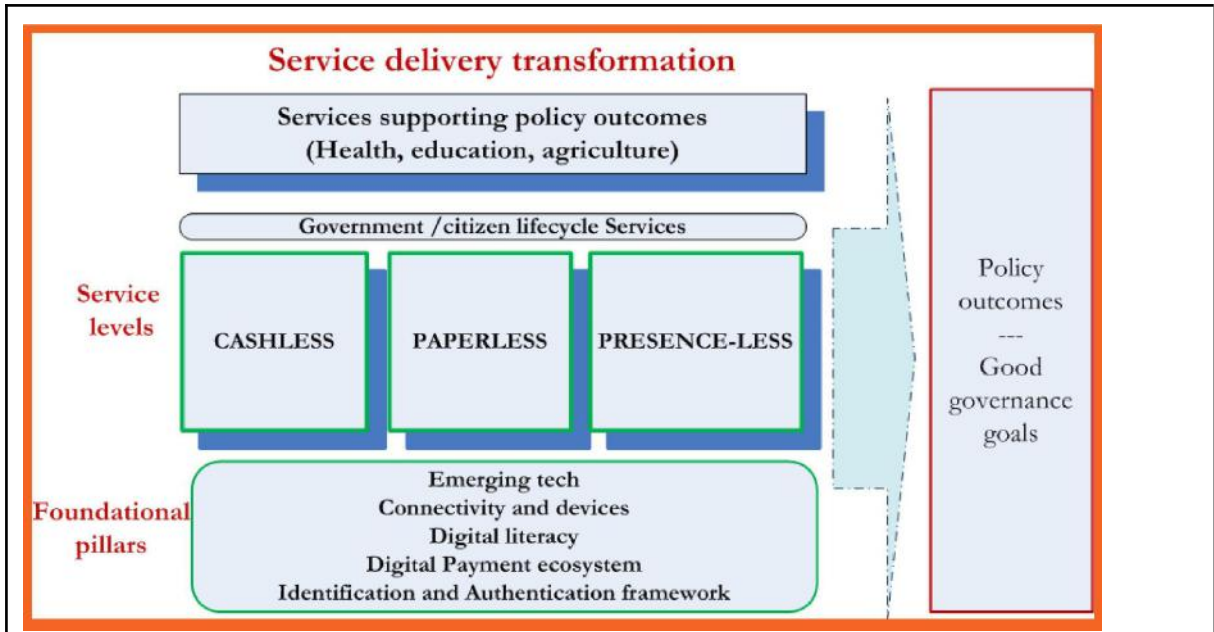 Service delivery transformation
Services supporting policy outcomes
(Health, education, agriculture)
Government /citizen lifecycle Services
Service
levels
CASHLESS
PAPERLESS
PRESENCE-LESS
Foundational
pillars
Emerging tech
Connectivity and devices
Digital literacy
Digital Payment ecosystem
Identification and Authentication framework
Policy
outcomes
---
Good
governance
goals